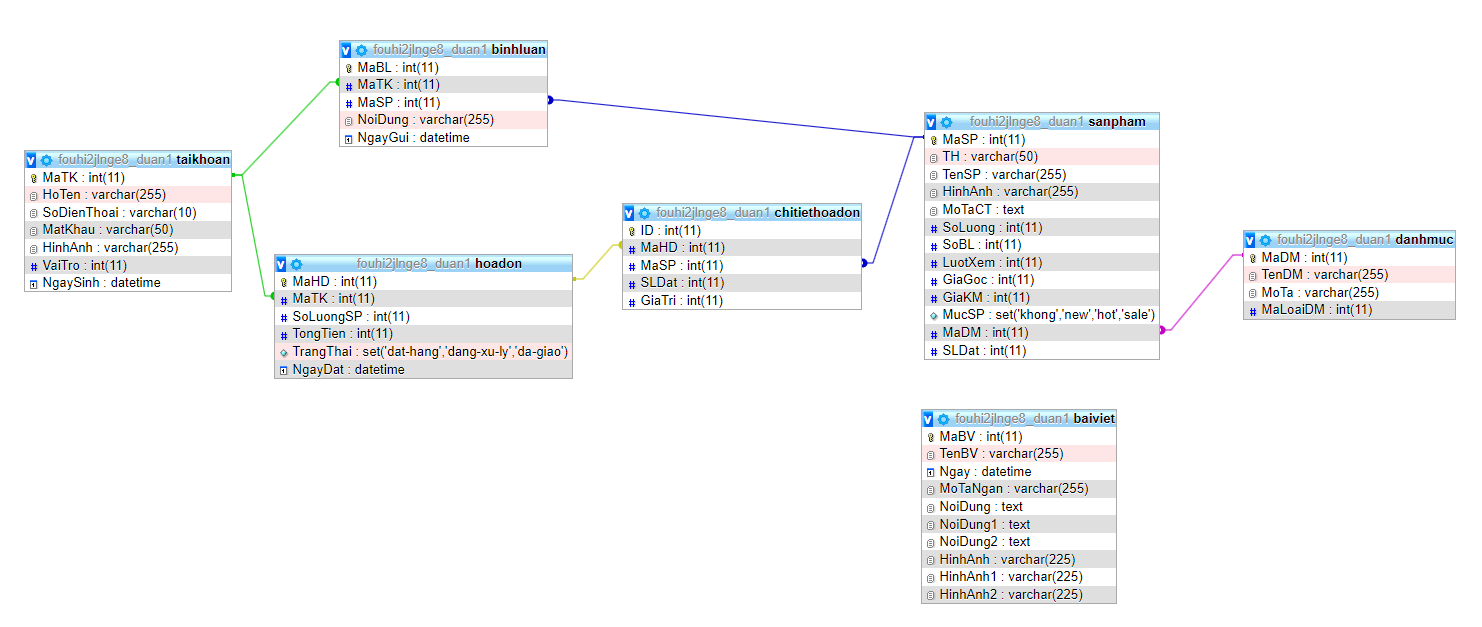 fouhi2jlnge8_duan1 binhluan
MaBL : int(11)
MaTK : int(11)
MaSP : int(11)
NoiDung : varchar(255)
NgayGui : datetime
fouhi2jlnge8_duan1 taikhoan
MaTK : int(11)
HoTen : varchar(255)
SoDienThoai : varchar(10)
MatKhau : varchar(50)
HinhAnh : varchar(255)
VaiTro : int(11)
NgaySinh : datetime
fouhi2jlnge8_duan1 hoadon
MaHD : int(11)
MaTK : int(11)
SoLuongSP : int(11)
TongTien : int(11)
TrangThai : set('dat-hang','dang-xu-ly','da-giao')
NgayDat : datetime
fouhi2jlnge8_duan1 chitiethoadon
ID : int(11)
MaHD : int(11)
MaSP : int(11)
SLDat : int(11)
GiaTri : int(11)
fouhi2jlnge8_duan1 sanpham
MaSP : int(11)
TH : varchar(50)
TenSP : varchar(255)
HinhAnh : varchar(255)
MoTaCT : text
SoLuong : int(11)
SoBL : int(11)
LuotXem : int(11)
GiaGoc : int(11)
GiaKM : int(11)
MucSP : set('khong','new','hot','sale')
MaDM : int(11)
SLDat : int(11)
fouhi2jlnge8_duan1 danhmuc
MaDM : int(11)
TenDM : varchar(255)
MoTa : varchar(255)
MaLoaiDM : int(11)
fouhi2jlnge8_duan1 baiviet
MaBV : int(11)
TenBV : varchar(255)
Ngay : datetime
MoTaNgan : varchar(255)
NoiDung : text
NoiDung1 : text
NoiDung2 : text
HinhAnh : varchar(225)
HinhAnh1 : varchar(225)
HinhAnh2 : varchar(225)